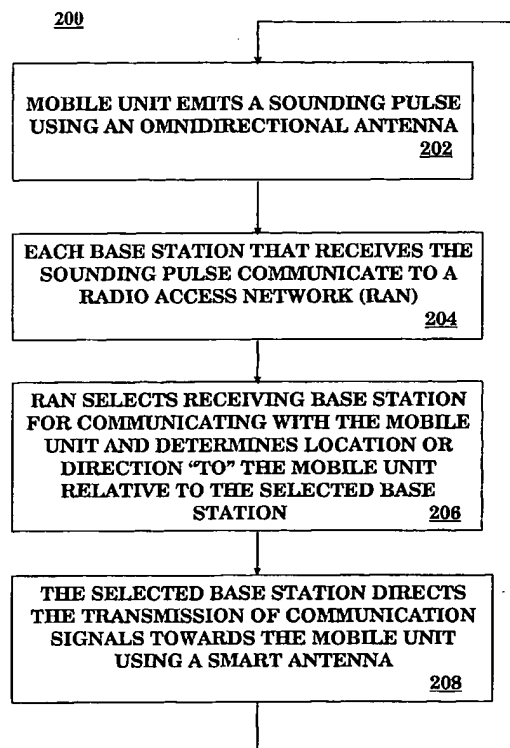 200
MOBILE UNIT EMITS A SOUNDING PULSE
USING AN OMNIDIRECTIONAL ANTENNA
202
EACH BASE STATION THAT RECEIVES THE
SOUNDING PULSE COMMUNICATE TO A
RADIO ACCESS NETWORK (RAN)
204
RAN SELECTS RECEIVING BASE STATION
FOR COMMUNICATING WITH THE MOBILE
UNIT AND DETERMINES LOCATION OR
DIRECTION "TO" THE MOBILE UNIT
RELATIVE TO THE SELECTED BASE
STATION
206
THE SELECTED BASE STATION DIRECTS
THE TRANSMISSION OF COMMUNICATION
SIGNALS TOWARDS THE MOBILE UNIT
USING A SMART ANTENNA
208